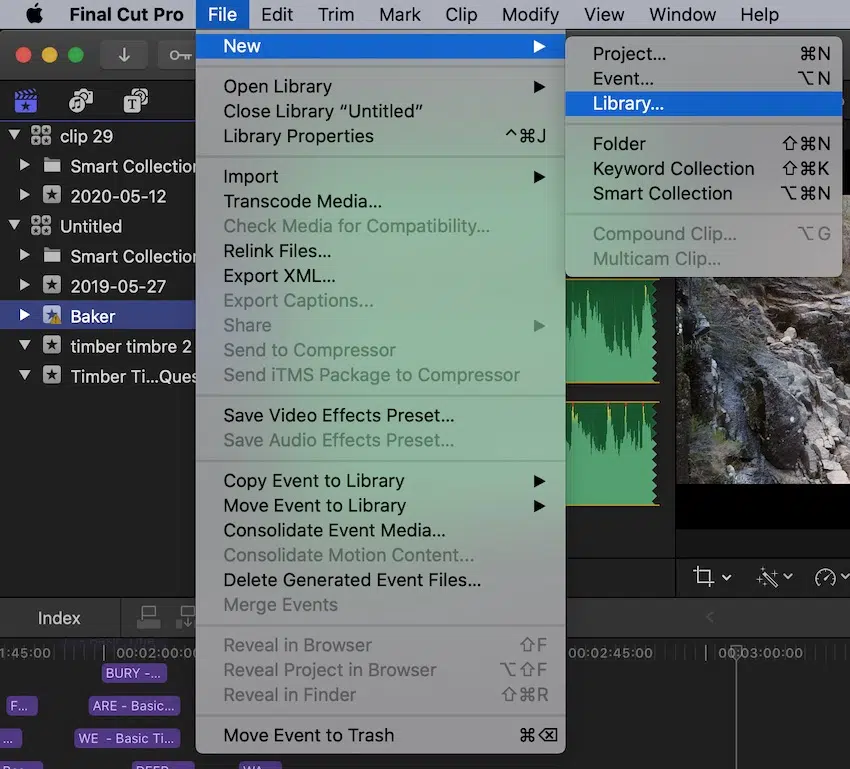 Final Cut Pro File Edit Trim Mark Clip Modify View Window Help
New
Open Library
Close Library “Untitled”
Library Properties ^⌘J
Import
Transcode Media...
Check Media for Compatibility...
Relink Files...
Export XML...
Export Captions...
Share
Send to Compressor
Send iTMS Package to Compressor
Save Video Effects Preset...
Save Audio Effects Preset...
Copy Event to Library
Move Event to Library
Consolidate Event Media...
Consolidate Motion Content...
Delete Generated Event Files...
Merge Events
Reveal in Browser ⇧F
Reveal Project in Browser ⌥⇧F
Reveal in Finder ⇧⌘R
Move Event to Trash ⌘⌫
Project... ⌘N
Event... ⌥N
Library...
Folder ⇧⌘N
Keyword Collection ⇧⌘K
Smart Collection ⌥⌘N
Compound Clip... ⌥G
Multicam Clip...
clip 29
Smart Collection
2020-05-12
Untitled
Smart Collection
2019-05-27
Baker
timber timbre 2
Timber Ti...Ques
Index
1:45:00 00:02:00:00 00:02:45:00 00:03:00:00
BURY -...
F... ARE - Basic...
... WE - Basic Ti...